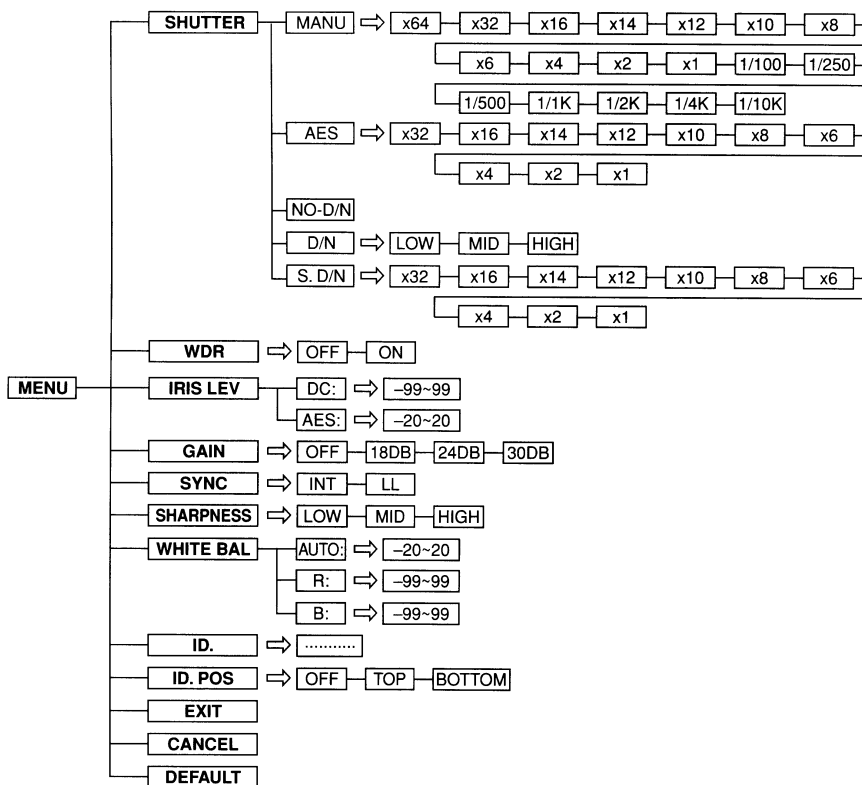 SHUTTER MANU x64 x32 x16 x14 x12 x10 x8
x6 x4 x2 x1 1/100 1/250
1/500 1/1K 1/2K 1/4K 1/10K
AES x32 x16 x14 x12 x10 x8 x6
x4 x2 x1
NO-D/N
D/N LOW MID HIGH
S. D/N x32 x16 x14 x12 x10 x8 x6
x4 x2 x1
WDR OFF ON
MENU IRIS LEV DC: –99~99
AES: –20~20
GAIN OFF 18DB 24DB 30DB
SYNC INT LL
SHARPNESS LOW MID HIGH
WHITE BAL AUTO: –20~20
R: –99~99
B: –99~99
ID. ...........
ID. POS OFF TOP BOTTOM
EXIT
CANCEL
DEFAULT